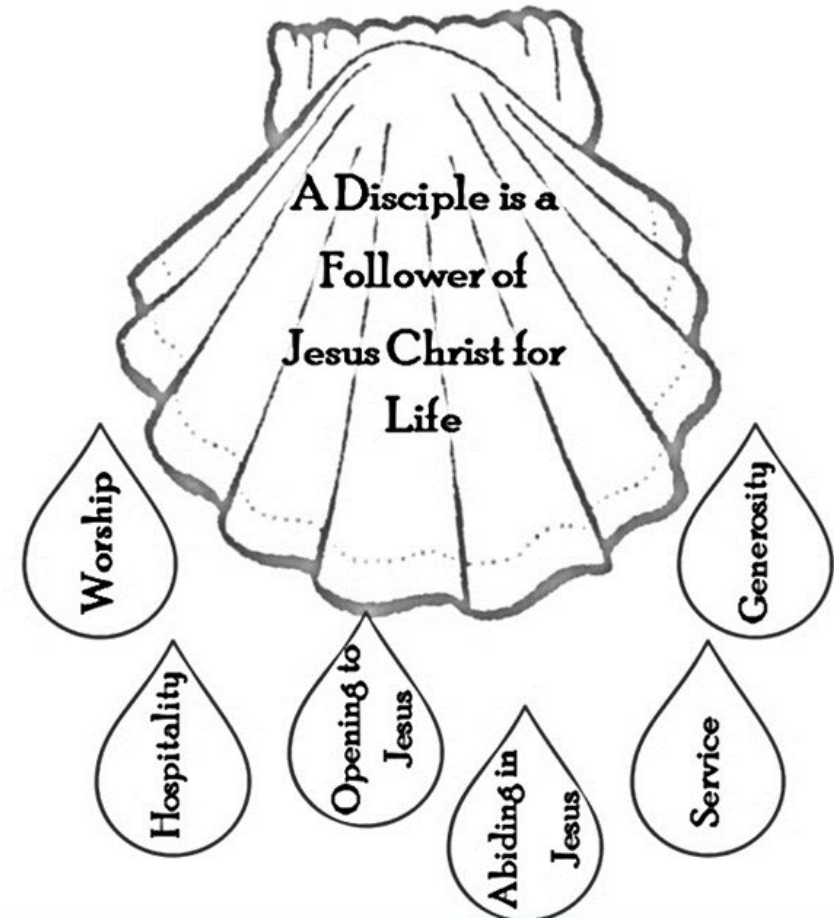 A Disciple is a
Follower of
Jesus Christ for
Life
Worship
Hospitality
Opening to
Jesus
Abiding in
Jesus
Service
Generosity